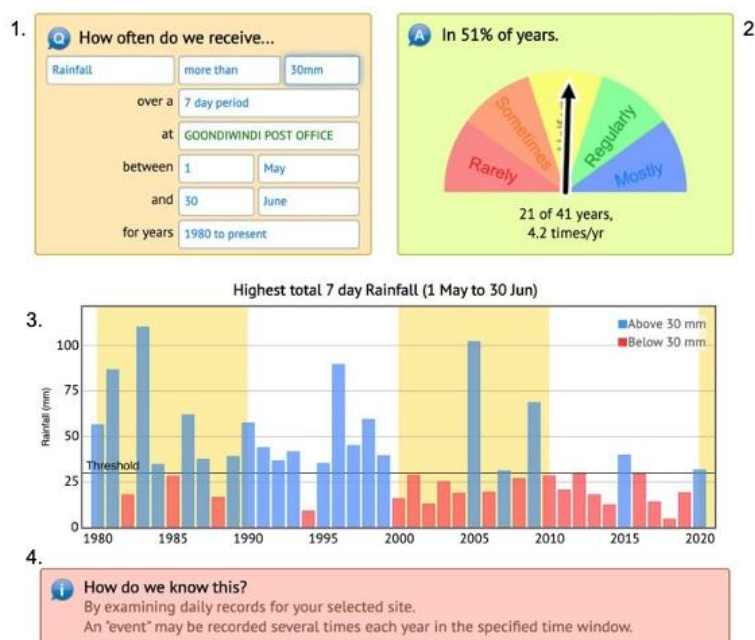 1.
Q How often do we receive...
Rainfall more than 30mm
over a 7 day period
at GOONDIWINDI POST OFFICE
between 1 May
and 30 June
for years 1980 to present
2
A In 51% of years.
Rarely Sometimes Regularly Mostly
21 of 41 years,
4.2 times/yr
3.
Highest total 7 day Rainfall (1 May to 30 Jun)
Above 30 mm
Below 30 mm
Rainfall (mm)
100
75
50
Threshold
25
0
1980 1985 1990 1995 2000 2005 2010 2015 2020
4.
i How do we know this?
By examining daily records for your selected site.
An "event" may be recorded several times each year in the specified time window.